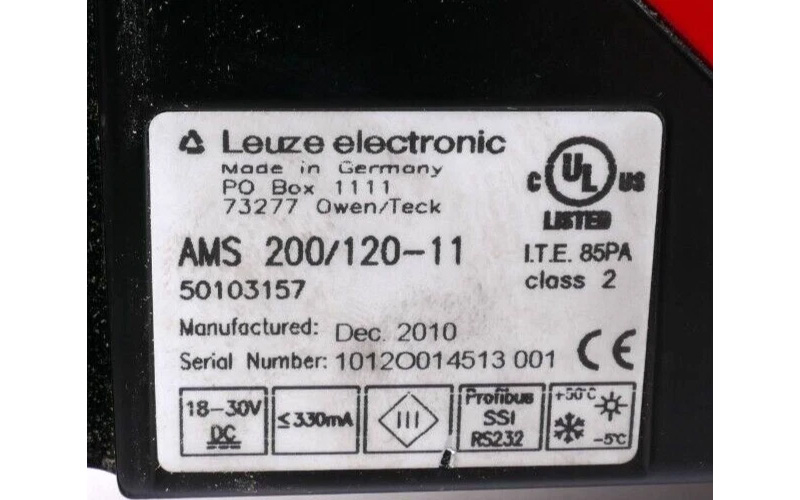 Leuze electronic
Made in Germany
PO Box 1111
73277 Owen/Teck
C UL US
LISTED
AMS 200/120-11
I.T.E. 85PA
50103157
class 2
Manufactured: Dec. 2010
Serial Number: 1012O014513 001
CE
18-30V
DC
≤330mA
III
Profibus
SSI
RS232
+50°C
-5°C